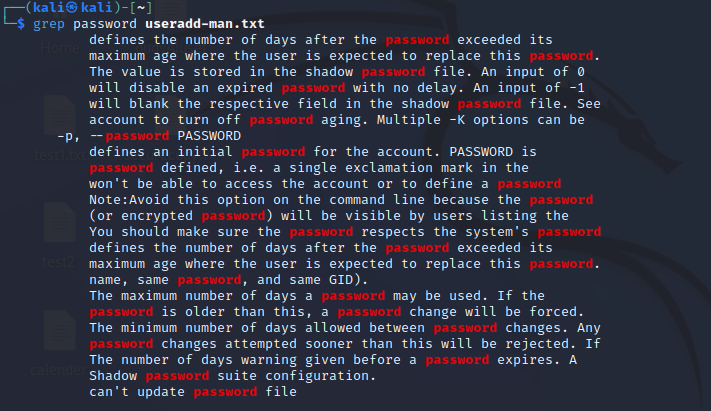 (kali㉿kali)-[~]
$ grep password useradd-man.txt
defines the number of days after the password exceeded its
maximum age where the user is expected to replace this password.
The value is stored in the shadow password file. An input of 0
will disable an expired password with no delay. An input of -1
will blank the respective field in the shadow password file. See
account to turn off password aging. Multiple -K options can be
-p, --password PASSWORD
defines an initial password for the account. PASSWORD is
password defined, i.e. a single exclamation mark in the
won't be able to access the account or to define a password
Note:Avoid this option on the command line because the password
(or encrypted password) will be visible by users listing the
You should make sure the password respects the system's password
defines the number of days after the password exceeded its
maximum age where the user is expected to replace this password.
name, same password, and same GID).
The maximum number of days a password may be used. If the
password is older than this, a password change will be forced.
The minimum number of days allowed between password changes. Any
password changes attempted sooner than this will be rejected. If
The number of days warning given before a password expires. A
Shadow password suite configuration.
can't update password file
Home
test1.txt
test2